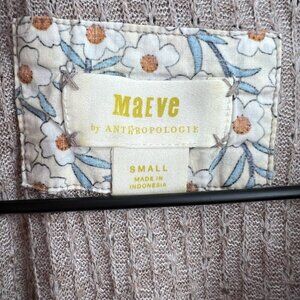 MAEVE
by ANTHROPOLOGIE
SMALL
MADE IN
INDONESIA